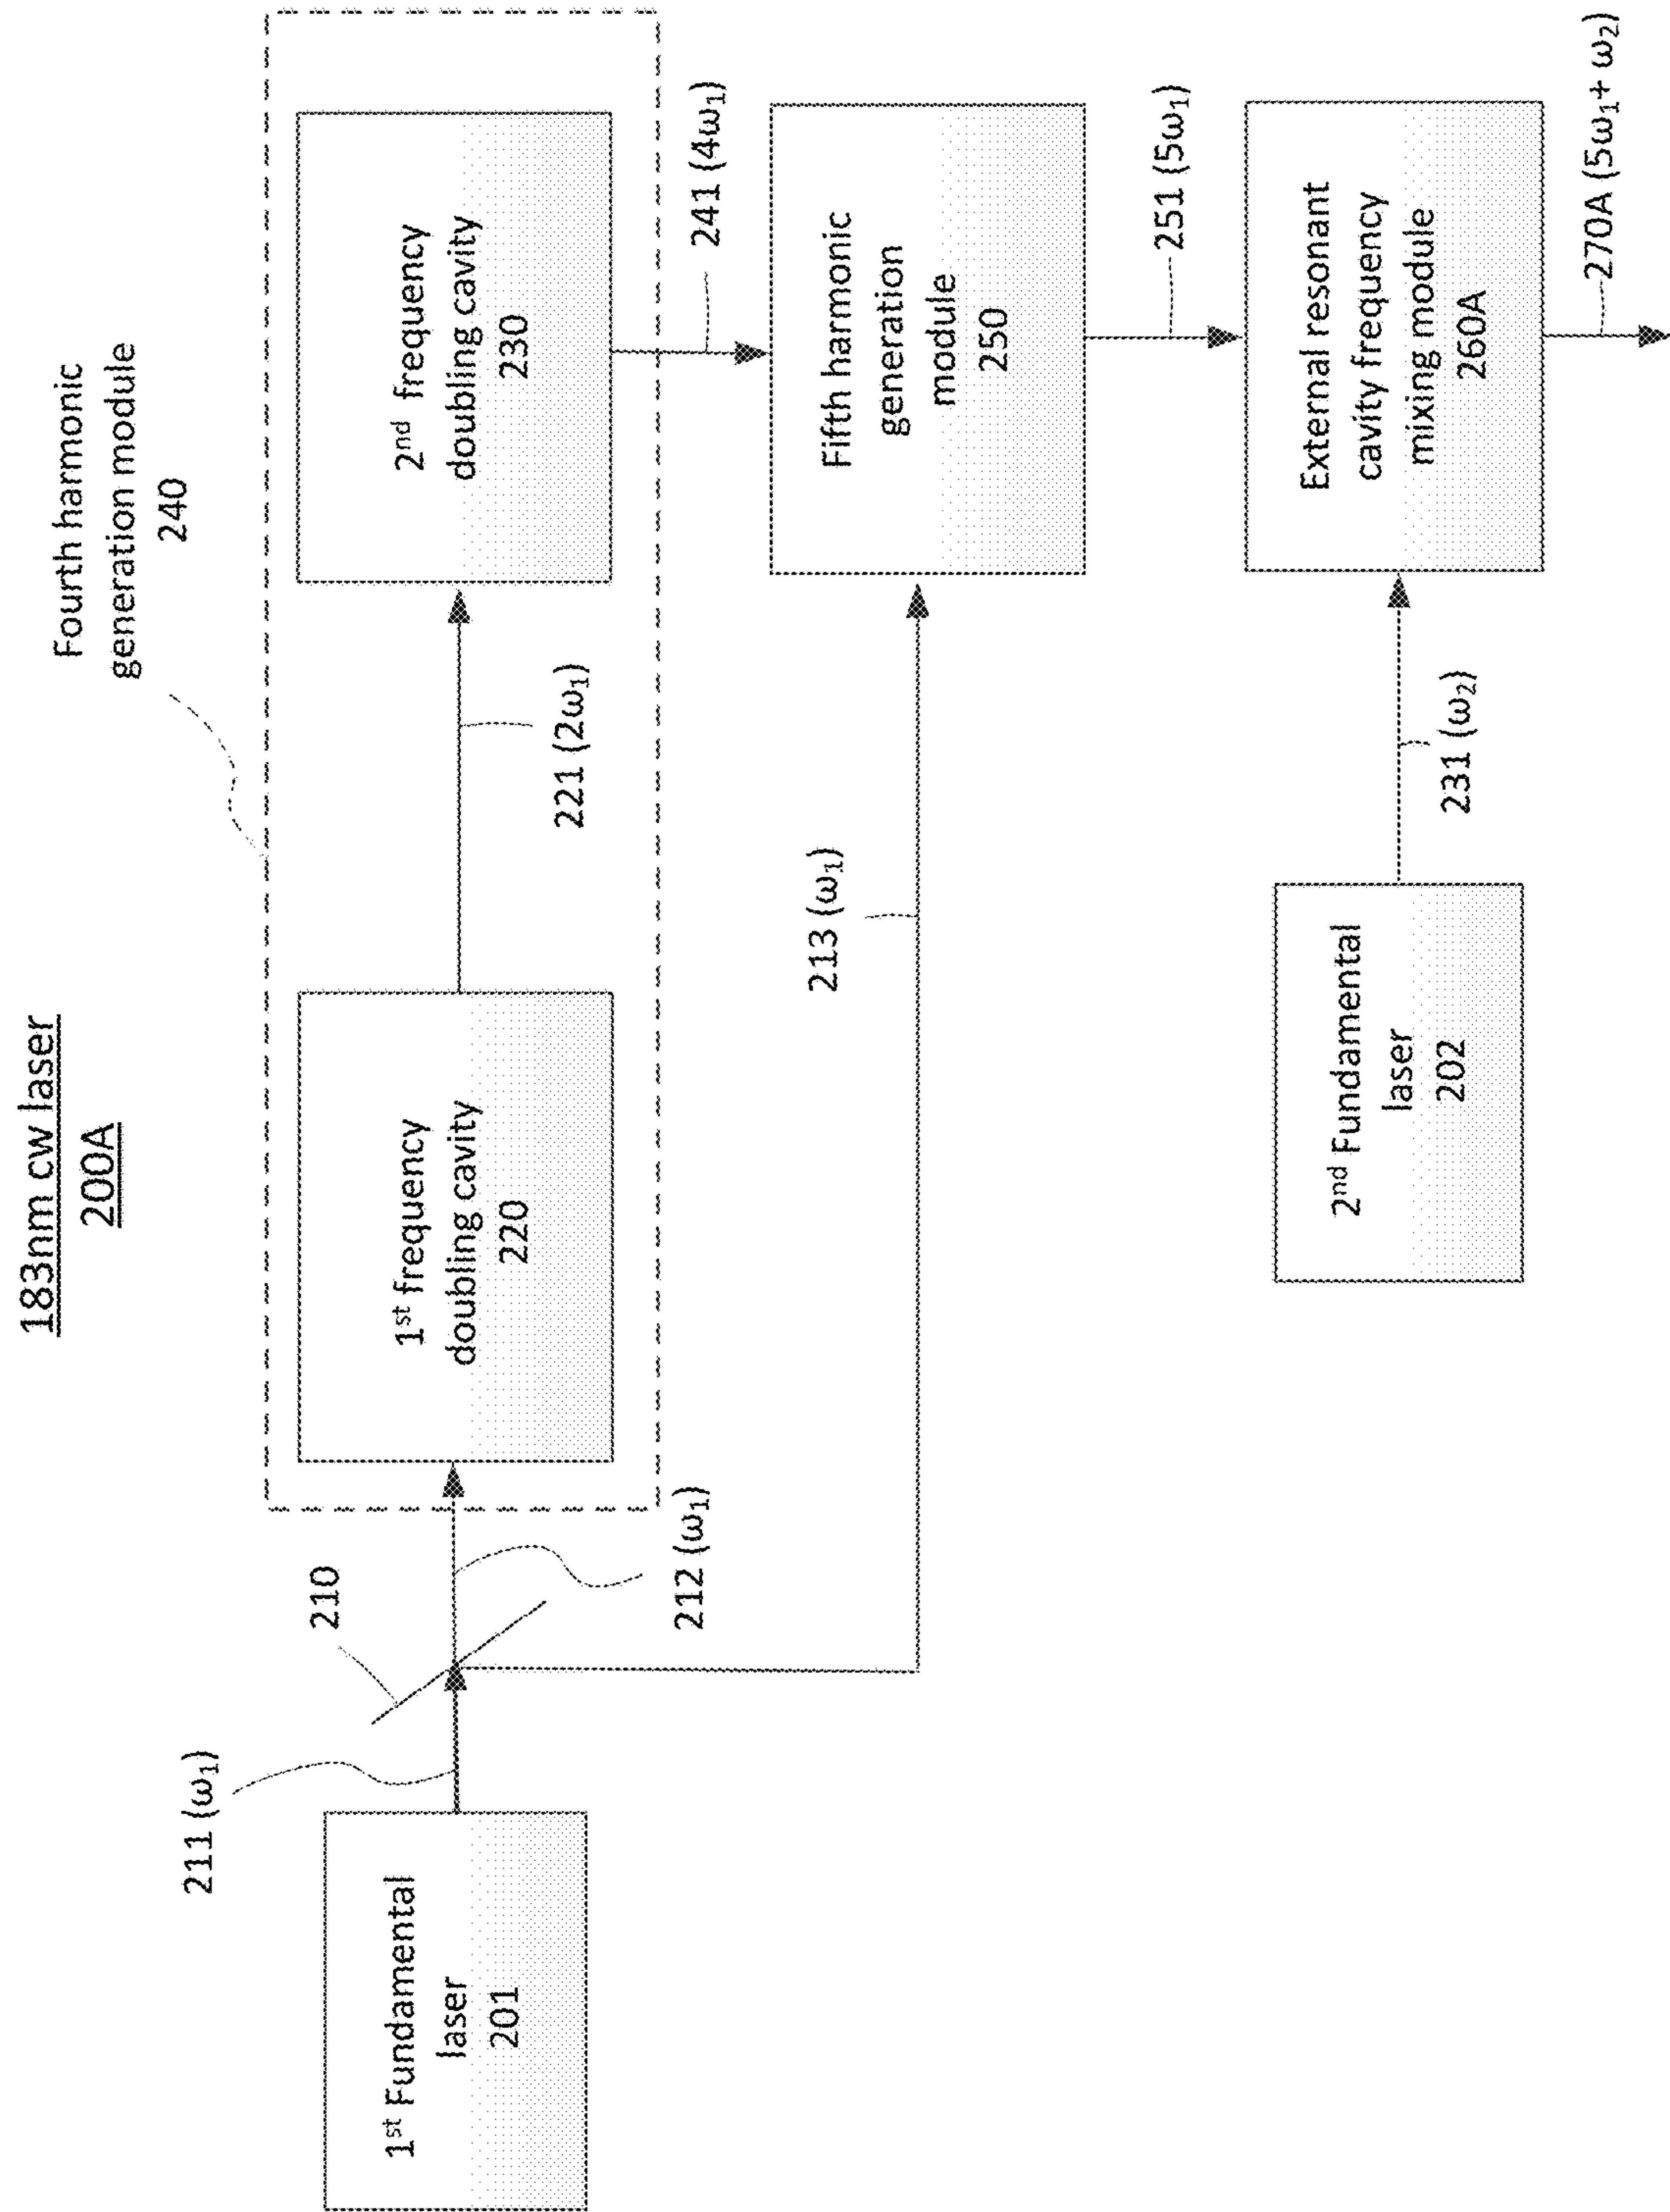 183nm cw laser
200A
Fourth harmonic
generation module
240
211 (ω₁)
210
1ˢᵗ Fundamental
laser
201
212 (ω₁)
1ˢᵗ frequency
doubling cavity
220
221 (2ω₁)
2ⁿᵈ frequency
doubling cavity
230
241 (4ω₁)
213 (ω₁)
Fifth harmonic
generation
module
250
251 (5ω₁)
2ⁿᵈ Fundamental
laser
202
231 (ω₂)
External resonant
cavity frequency
mixing module
260A
270A (5ω₁+ ω₂)